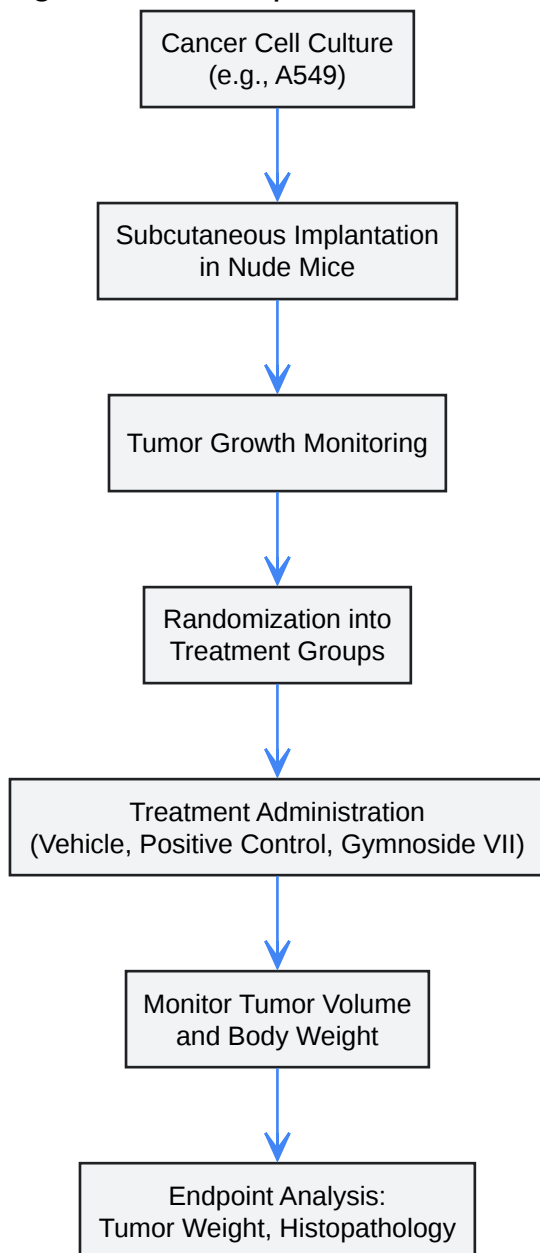 Cancer Cell Culture
(e.g., A549)
Subcutaneous Implantation
in Nude Mice
Tumor Growth Monitoring
Randomization into
Treatment Groups
Treatment Administration
(Vehicle, Positive Control, Gymnoside VII)
Monitor Tumor Volume
and Body Weight
Endpoint Analysis:
Tumor Weight, Histopathology